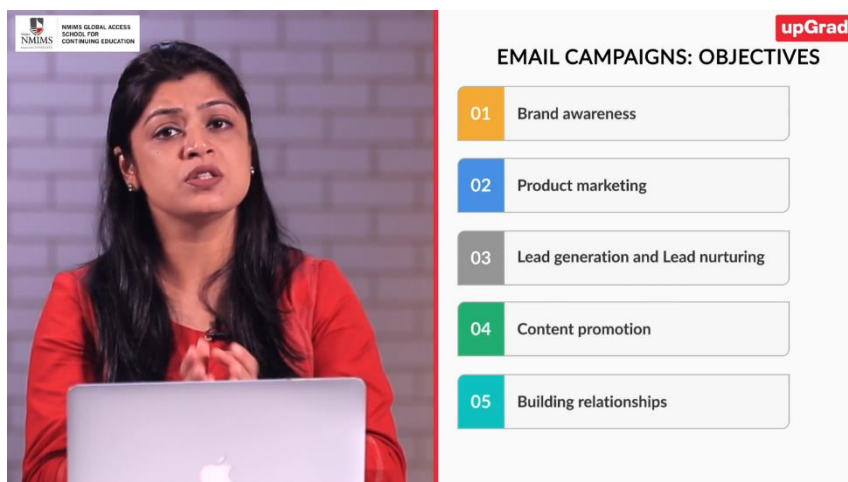 NMIMS
NMIMS GLOBAL ACCESS
SCHOOL FOR
CONTINUING EDUCATION
upGrad
EMAIL CAMPAIGNS: OBJECTIVES
01 Brand awareness
02 Product marketing
03 Lead generation and Lead nurturing
04 Content promotion
05 Building relationships